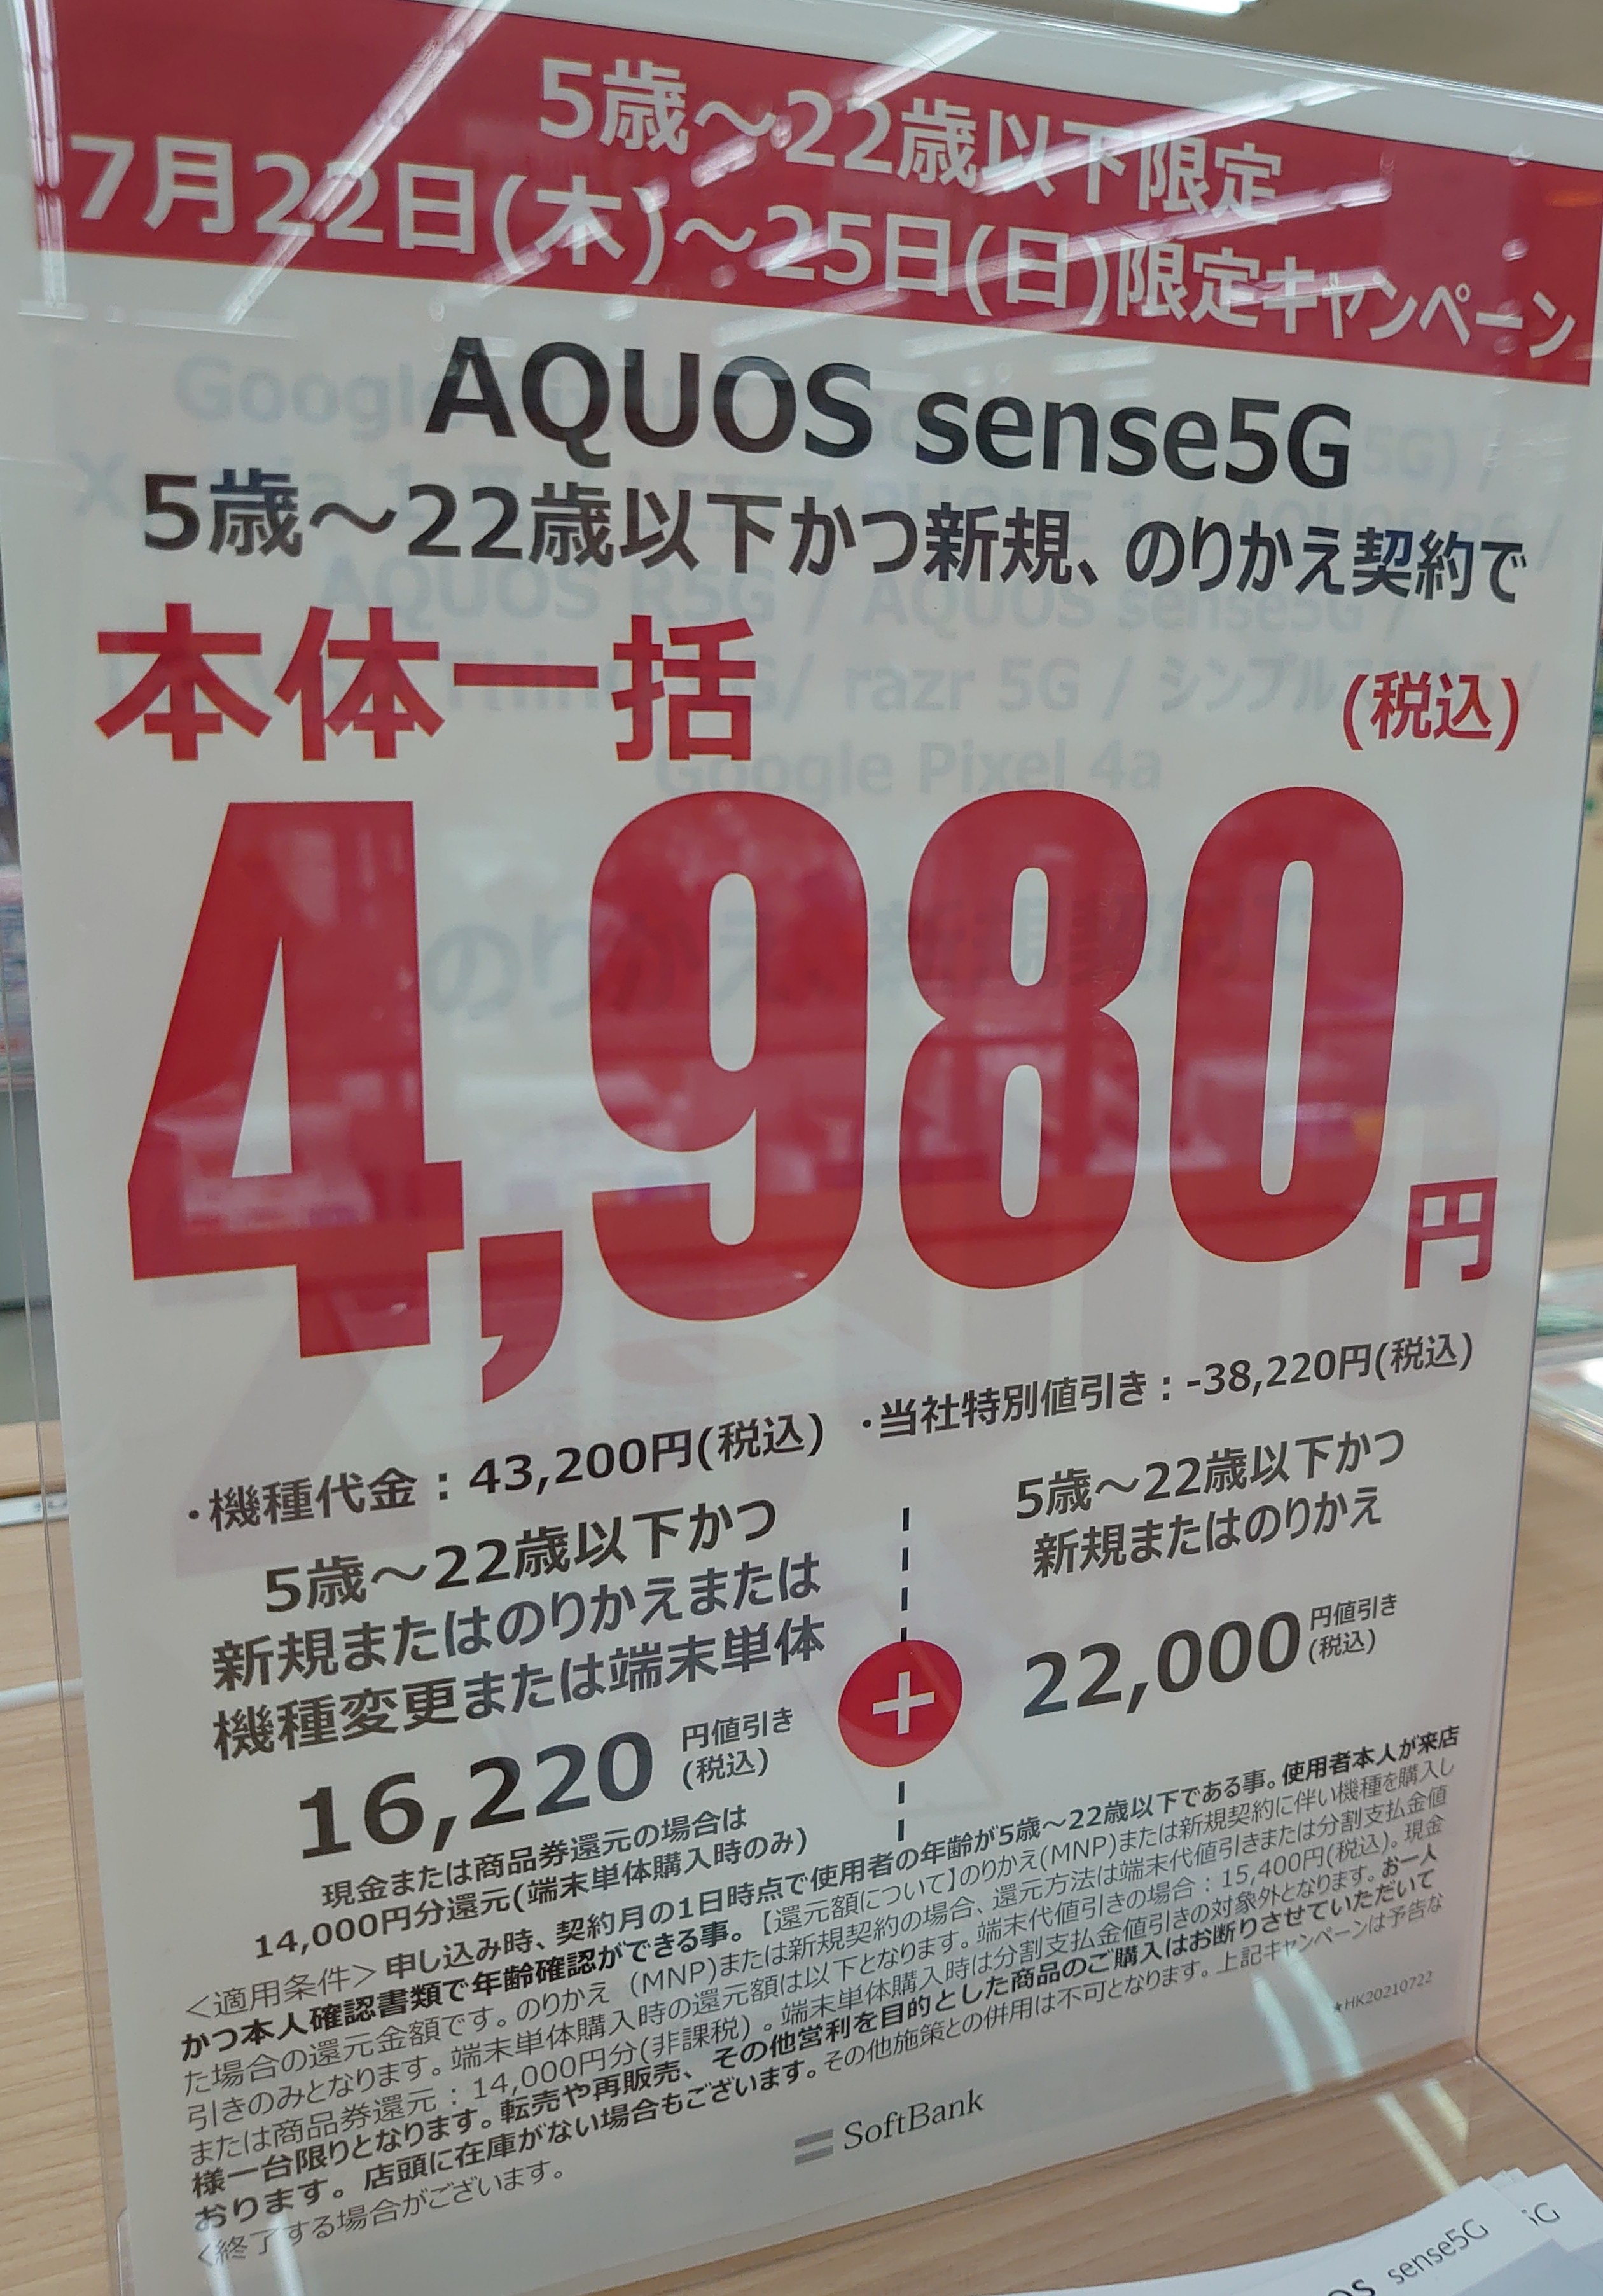 5歳～22歳以下限定
7月22日(木)～25日(日)限定キャンペーン
AQUOS sense5G
5歳～22歳以下かつ新規、のりかえ契約で
本体一括 (税込)
4,980円
・機種代金：43,200円(税込) ・当社特別値引き：-38,220円(税込)
5歳～22歳以下かつ
新規またはのりかえまたは
機種変更または端末単体
16,220 円値引き
(税込)
現金または商品券還元の場合は
14,000円分還元(端末単体購入時のみ)
+
5歳～22歳以下かつ
新規またはのりかえ
22,000 円値引き
(税込)
＜適用条件＞申し込み時、契約月の1日時点で使用者の年齢が5歳～22歳以下である事。使用者本人が来店
かつ本人確認書類で年齢確認ができる事。【還元額について】のりかえ(MNP)または新規契約に伴い機種を購入し
た場合の還元金額です。のりかえ (MNP)または新規契約の場合、還元方法は端末代値引きまたは分割支払金値
引きのみとなります。端末単体購入時の還元額は以下となります。端末代値引きの場合：15,400円(税込)。現金
または商品券還元：14,000円分(非課税) 。端末単体購入時は分割支払金値引きの対象外となります。お一人
様一台限りとなります。転売や再販売、その他営利を目的とした商品のご購入はお断りさせていただいて
おります。店頭に在庫がない場合もございます。その他施策との併用は不可となります。上記キャンペーンは予告な
く終了する場合がございます。
★HK20210722
SoftBank
sense5G
5G